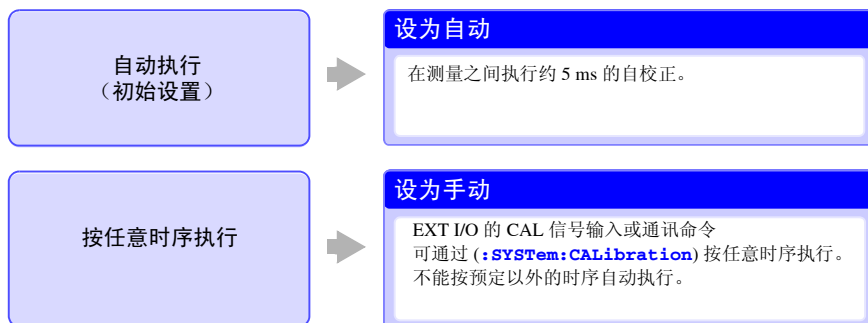 自动执行
（初始设置）
设为自动
在测量之间执行约 5 ms 的自校正。
按任意时序执行
设为手动
EXT I/O 的 CAL 信号输入或通讯命令
可通过 (:SYSTem:CALibration) 按任意时序执行。
不能按预定以外的时序自动执行。